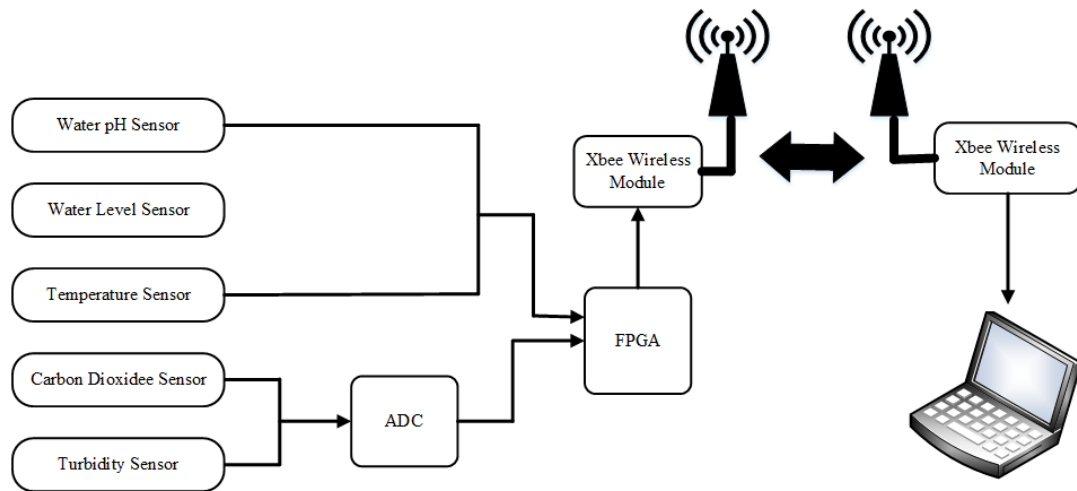 Water pH Sensor
Water Level Sensor
Temperature Sensor
Carbon Dioxidee Sensor
Turbidity Sensor
ADC
FPGA
Xbee Wireless
Module
Xbee Wireless
Module